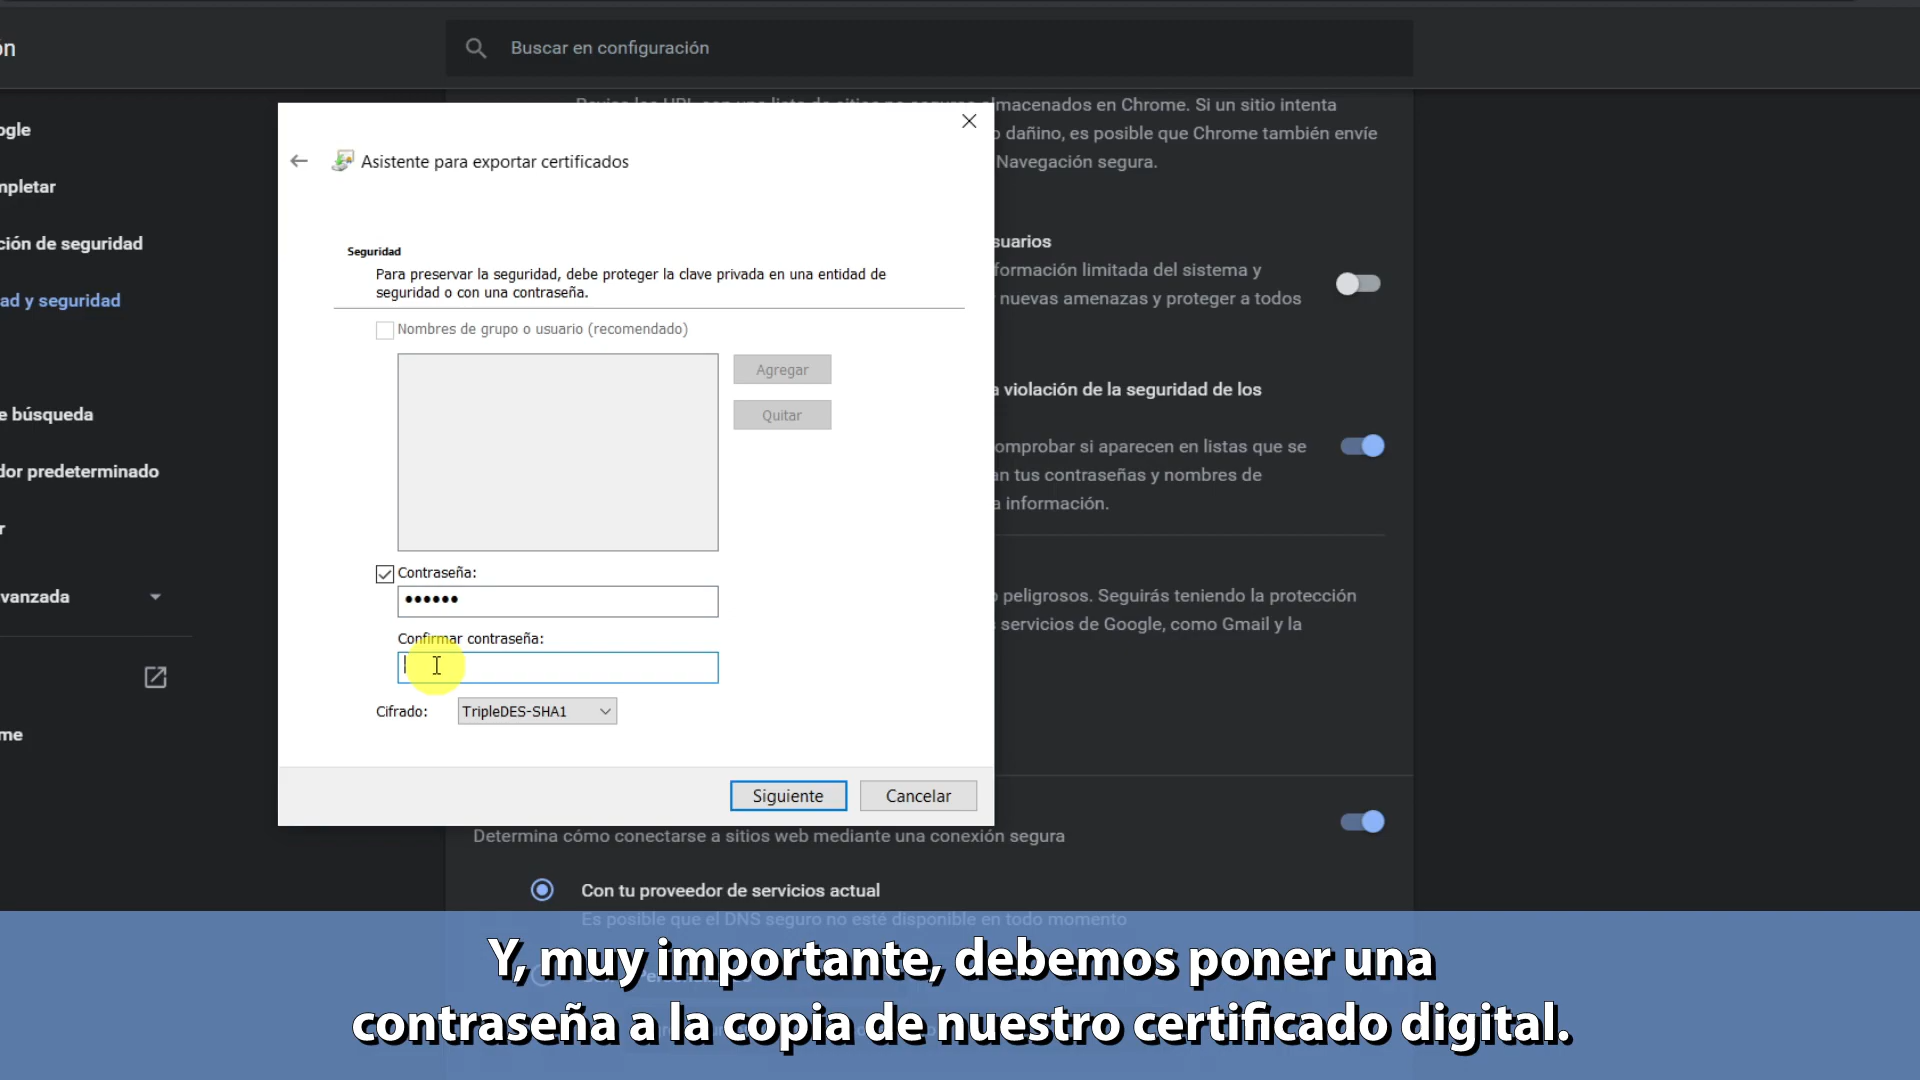 ón
Buscar en configuración
almacenados en Chrome. Si un sitio intenta
o dañino, es posible que Chrome también envíe
Navegación segura.
ogle
mpletar
ción de seguridad
ad y seguridad
e búsqueda
dor predeterminado
r
vanzada
me
Asistente para exportar certificados
Seguridad
Para preservar la seguridad, debe proteger la clave privada en una entidad de
seguridad o con una contraseña.
Nombres de grupo o usuario (recomendado)
Agregar
Quitar
Contraseña:
••••••
Confirmar contraseña:
Cifrado:
TripleDES-SHA1
Siguiente
Cancelar
suarios
formación limitada del sistema y
nuevas amenazas y proteger a todos
a violación de la seguridad de los
omprobar si aparecen en listas que se
an tus contraseñas y nombres de
a información.
o peligrosos. Seguirás teniendo la protección
s servicios de Google, como Gmail y la
Determina cómo conectarse a sitios web mediante una conexión segura
Con tu proveedor de servicios actual
Es posible que el DNS seguro no esté disponible en todo momento
Y, muy importante, debemos poner una
contraseña a la copia de nuestro certificado digital.